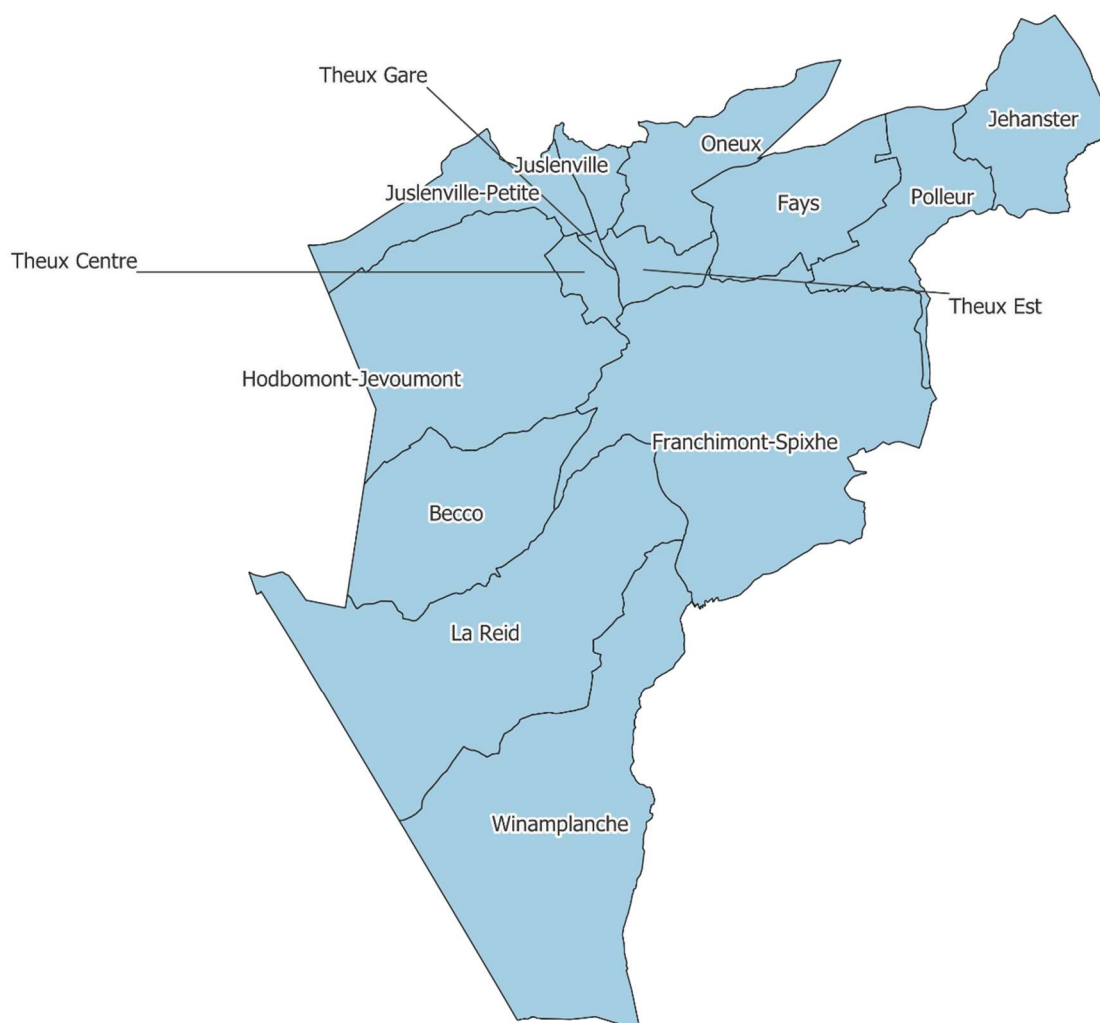 Theux Gare
Jehanster
Oneux
Juslenville
Juslenville-Petite
Fays
Polleur
Theux Centre
Theux Est
Hodbomont-Jevoumont
Franchimont-Spixhe
Becco
La Reid
Winamplanche